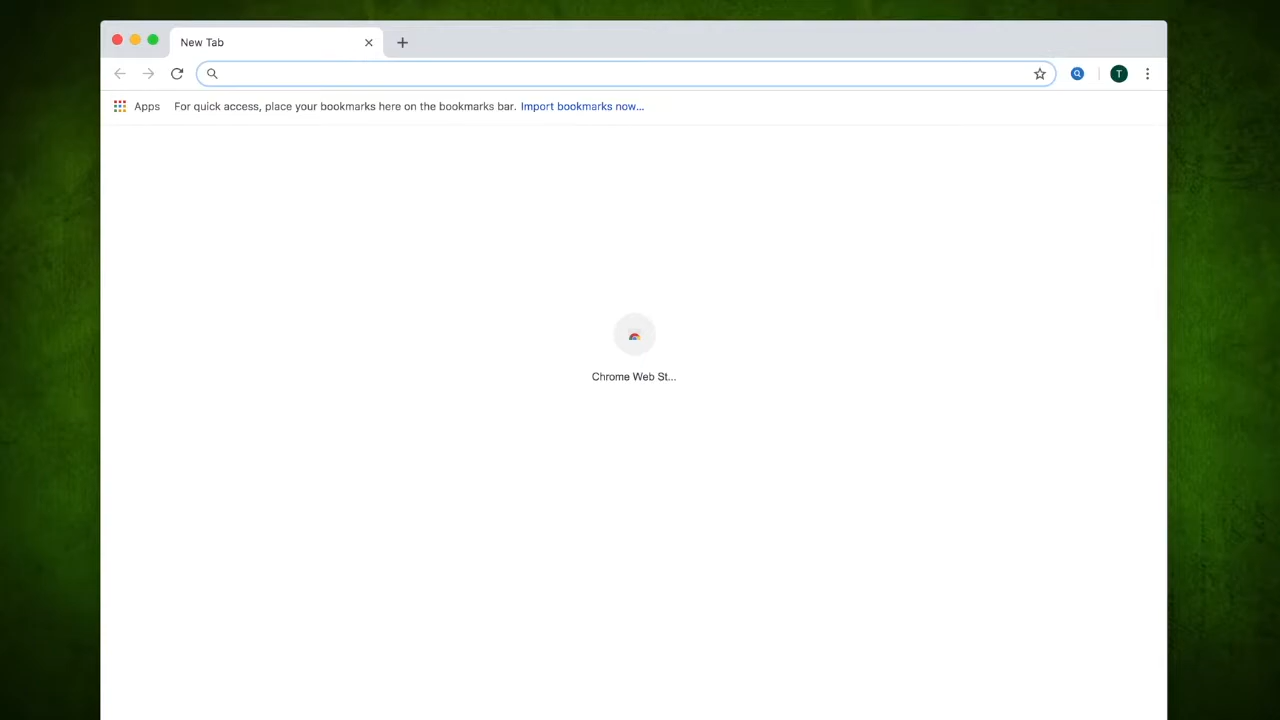 New Tab
Apps For quick access, place your bookmarks here on the bookmarks bar. Import bookmarks now...
T
Chrome Web St...